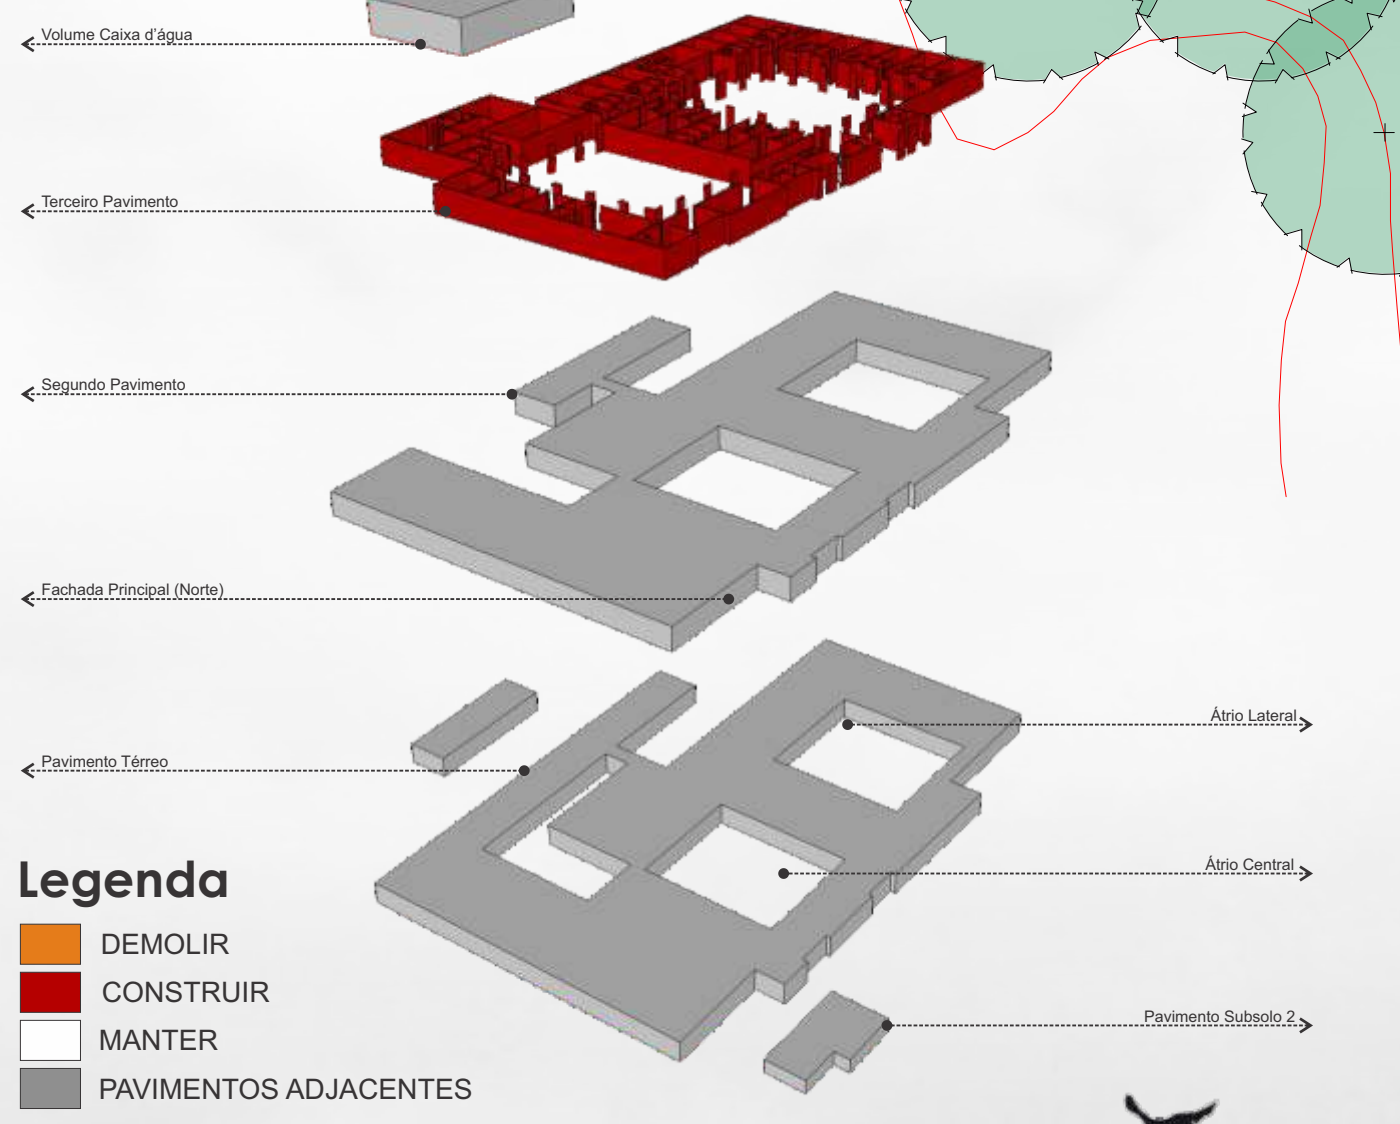 Volume Caixa d'água
Terceiro Pavimento
Segundo Pavimento
Fachada Principal (Norte)
Átrio Lateral
Pavimento Térreo
Átrio Central
Pavimento Subsolo 2
Legenda
DEMOLIR
CONSTRUIR
MANTER
PAVIMENTOS ADJACENTES